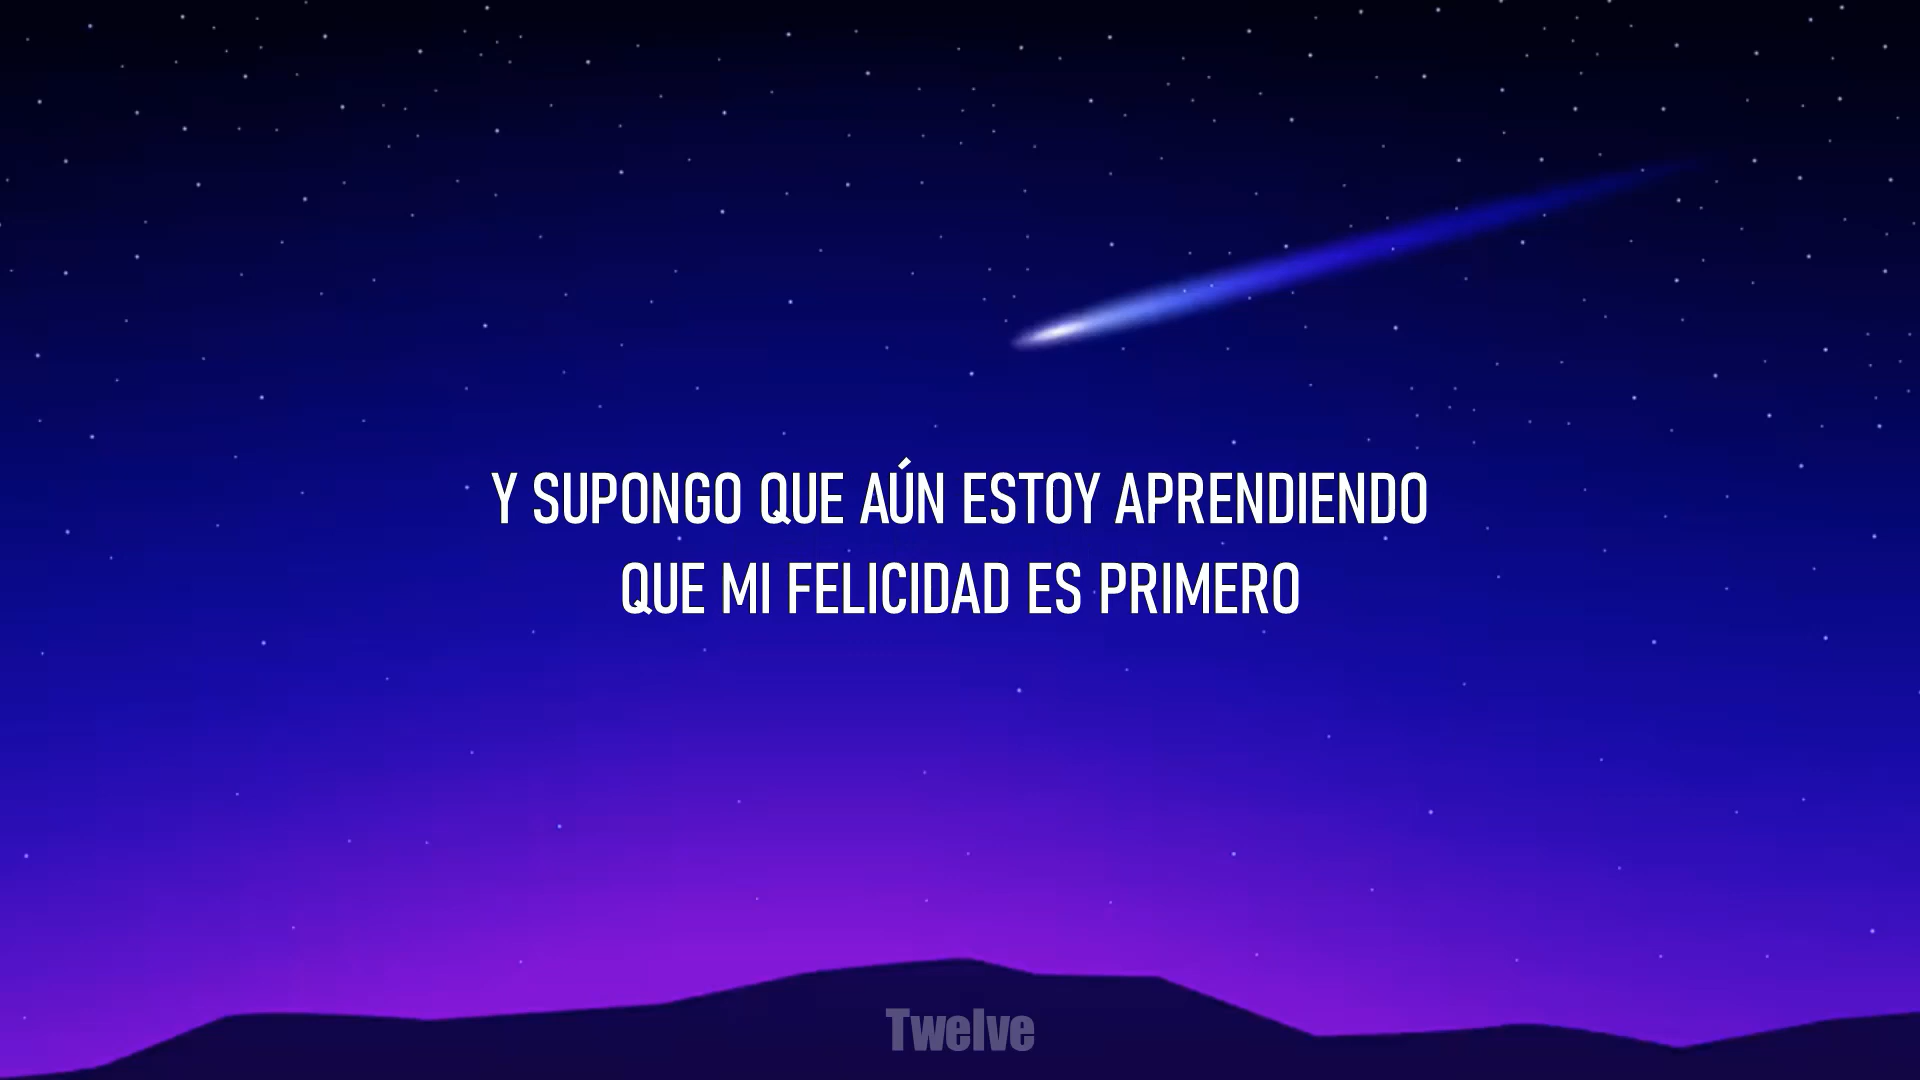 Y SUPONGO QUE AÚN ESTOY APRENDIENDO
QUE MI FELICIDAD ES PRIMERO
Twelve